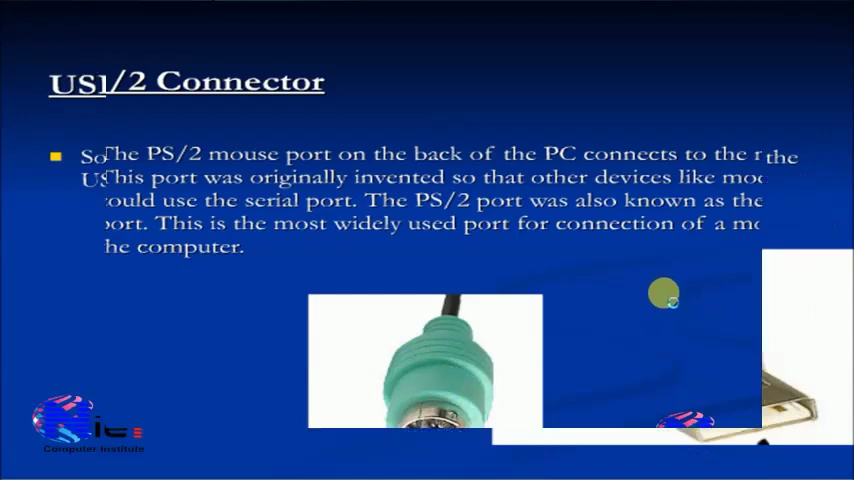 USI/2 Connector
So The PS/2 mouse port on the back of the PC connects to the the
US This port was originally invented so that other devices like
ould use the serial port. The PS/2 port was also known as the
ort. This is the most widely used port for connection of a
he computer.
Computer Institute